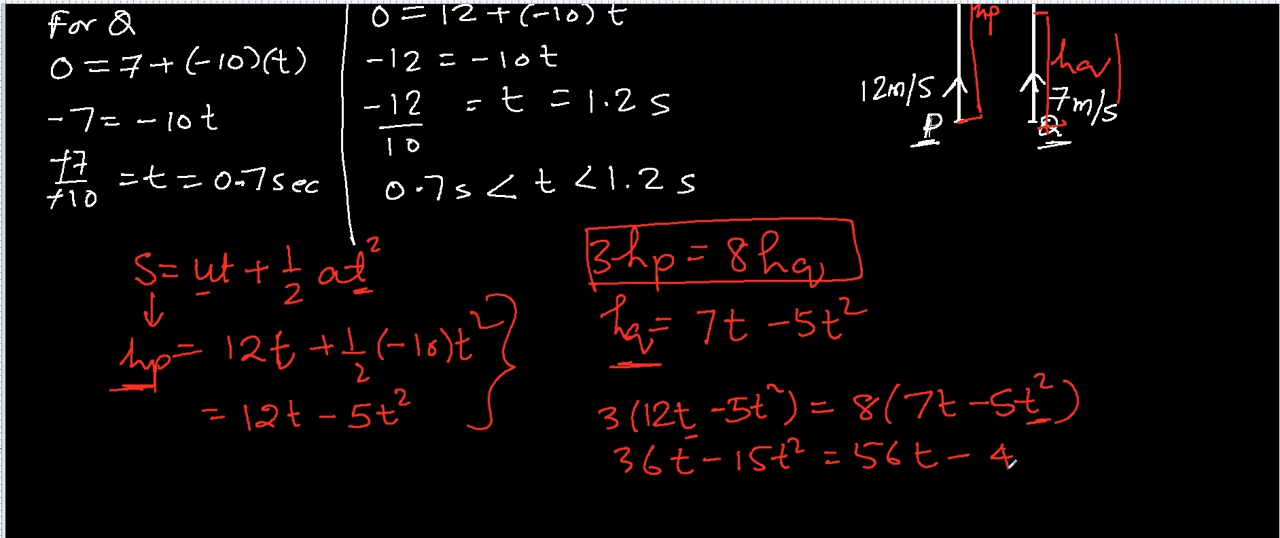 For Q
0 = 7 + (-10)(t)
-7 = -10t
+7/+10 = t = 0.7sec
0 = 12 + (-10) t
-12 = -10t
-12/10 = t = 1.2 s
0.7s < t < 1.2 s
hp
hq
12m/s
7m/s
P
Q
S = ut + 1/2 at²
hp = 12t + 1/2 (-10)t²
= 12t - 5t²
3hp = 8hq
hq = 7t - 5t²
3(12t - 5t²) = 8(7t - 5t²)
36t - 15t² = 56t - 4